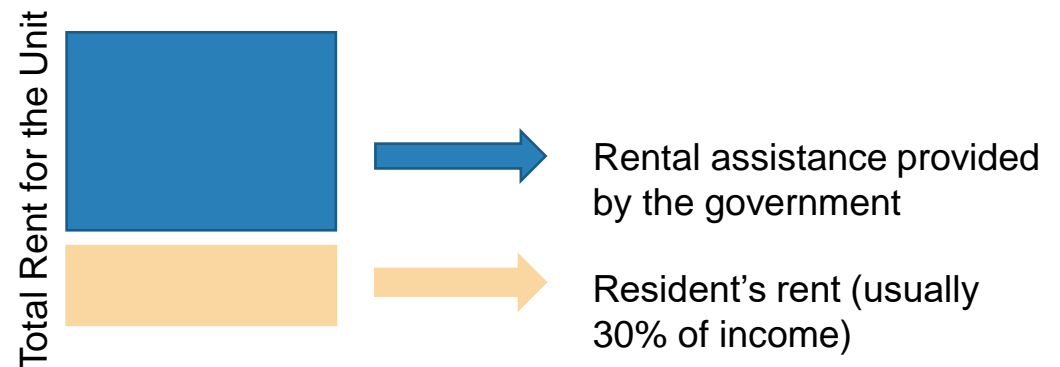 Total Rent for the Unit
Rental assistance provided
by the government
Resident’s rent (usually
30% of income)